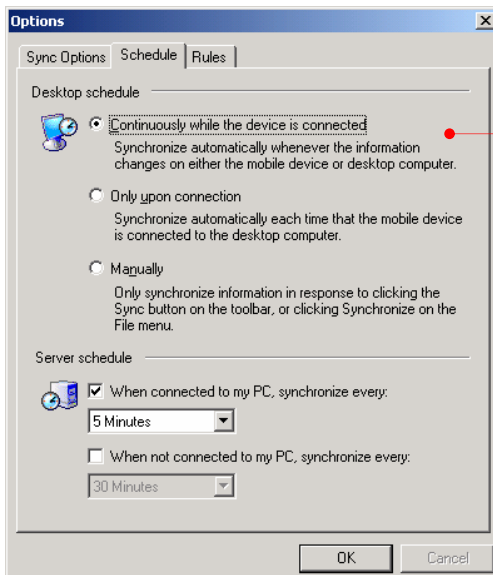 Options
Sync Options Schedule Rules
Desktop schedule
Continuously while the device is connected
Synchronize automatically whenever the information
changes on either the mobile device or desktop computer.
Only upon connection
Synchronize automatically each time that the mobile device
is connected to the desktop computer.
Manually
Only synchronize information in response to clicking the
Sync button on the toolbar, or clicking Synchronize on the
File menu.
Server schedule
When connected to my PC, synchronize every:
5 Minutes
When not connected to my PC, synchronize every:
30 Minutes
OK Cancel